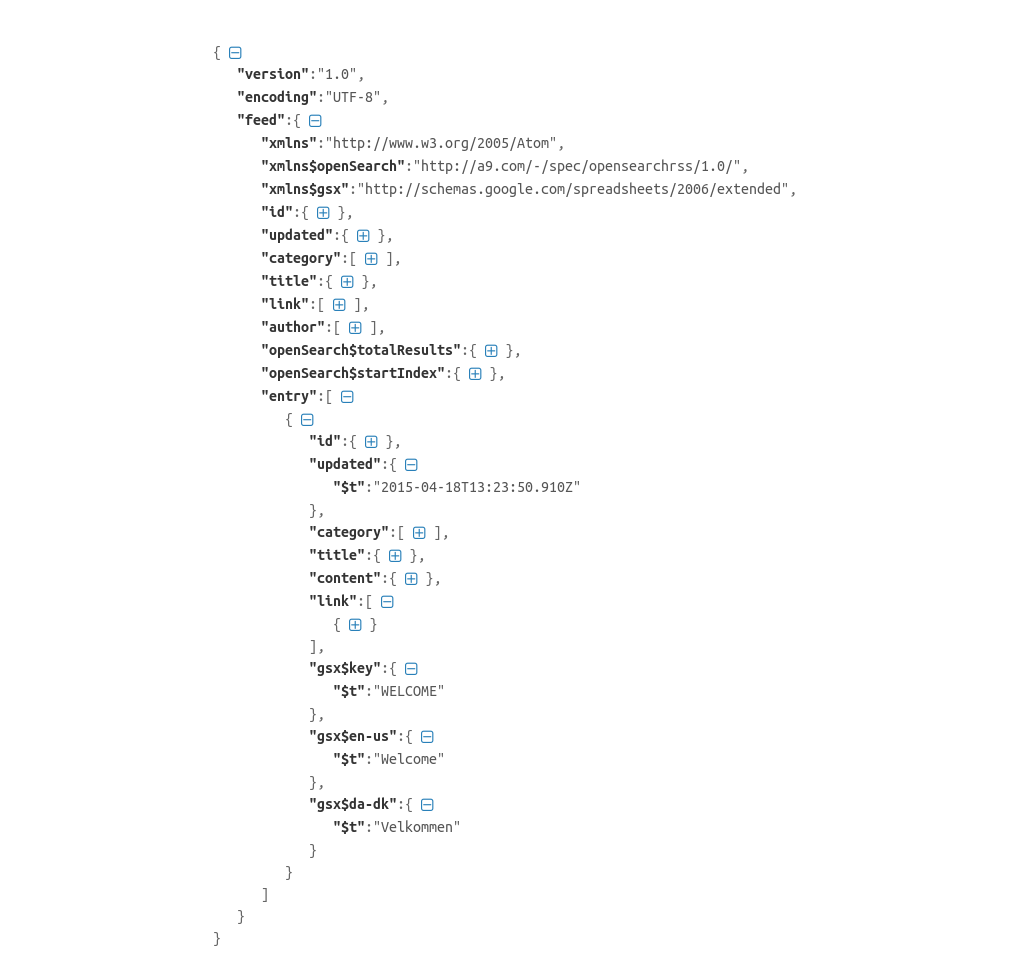 {
"version":"1.0",
"encoding":"UTF-8",
"feed":{
"xmlns":"http://www.w3.org/2005/Atom",
"xmlns$openSearch":"http://a9.com/-/spec/opensearchrss/1.0/",
"xmlns$gsx":"http://schemas.google.com/spreadsheets/2006/extended",
"id":{ },
"updated":{ },
"category":[ ],
"title":{ },
"link":[ ],
"author":[ ],
"openSearch$totalResults":{ },
"openSearch$startIndex":{ },
"entry":[
{
"id":{ },
"updated":{
"$t":"2015-04-18T13:23:50.910Z"
},
"category":[ ],
"title":{ },
"content":{ },
"link":[
{ }
],
"gsx$key":{
"$t":"WELCOME"
},
"gsx$en-us":{
"$t":"Welcome"
},
"gsx$da-dk":{
"$t":"Velkommen"
}
}
]
}
}